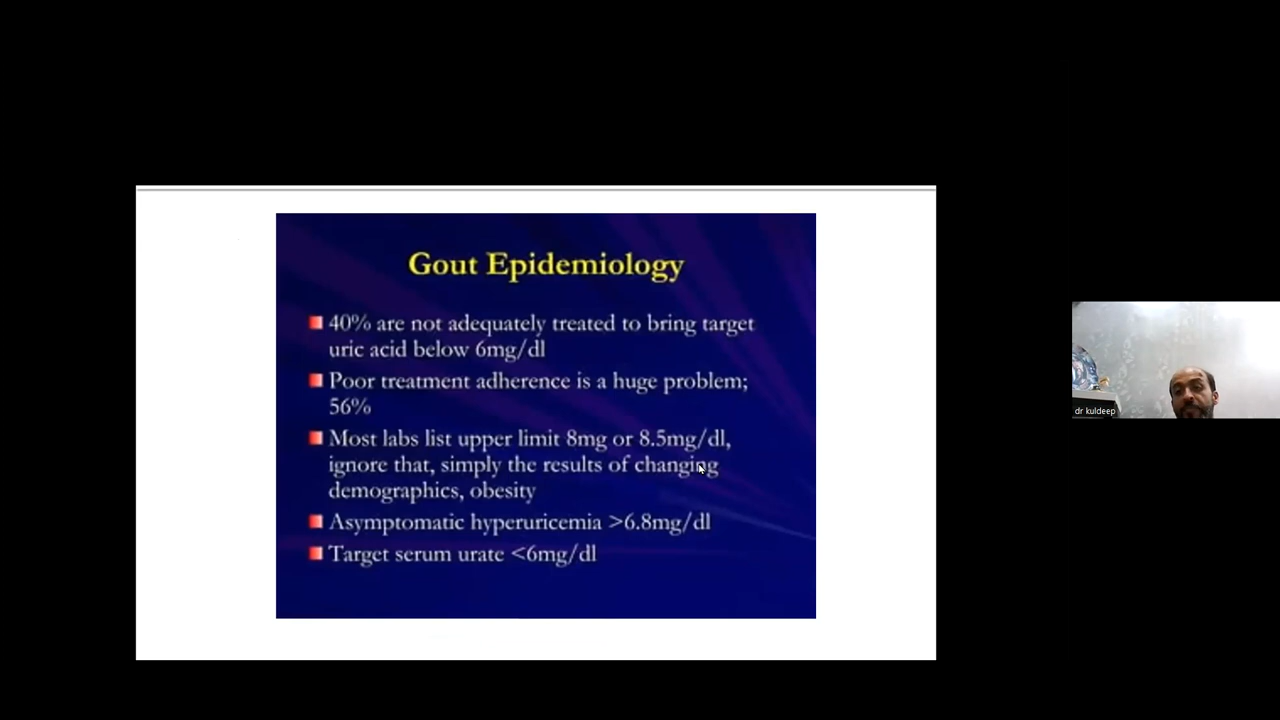 Gout Epidemiology
40% are not adequately treated to bring target
uric acid below 6mg/dl
Poor treatment adherence is a huge problem;
56%
Most labs list upper limit 8mg or 8.5mg/dl,
ignore that, simply the results of changing
demographics, obesity
Asymptomatic hyperuricemia >6.8mg/dl
Target serum urate <6mg/dl
dr kuldeep